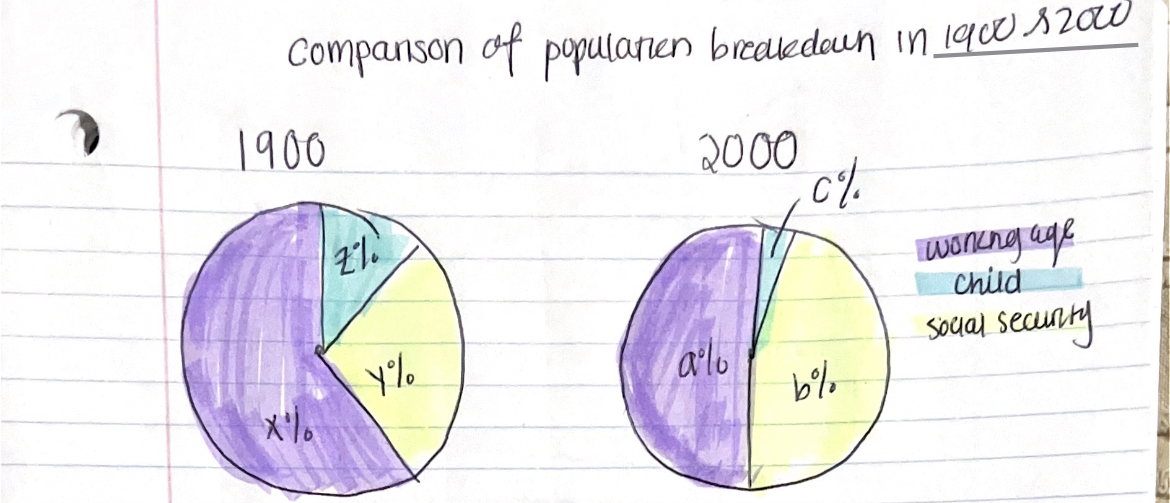 Comparison of population breakdown in 1900 & 2000
1900
2000
z%
y%
x%
c%
a%
b%
working age
child
social security